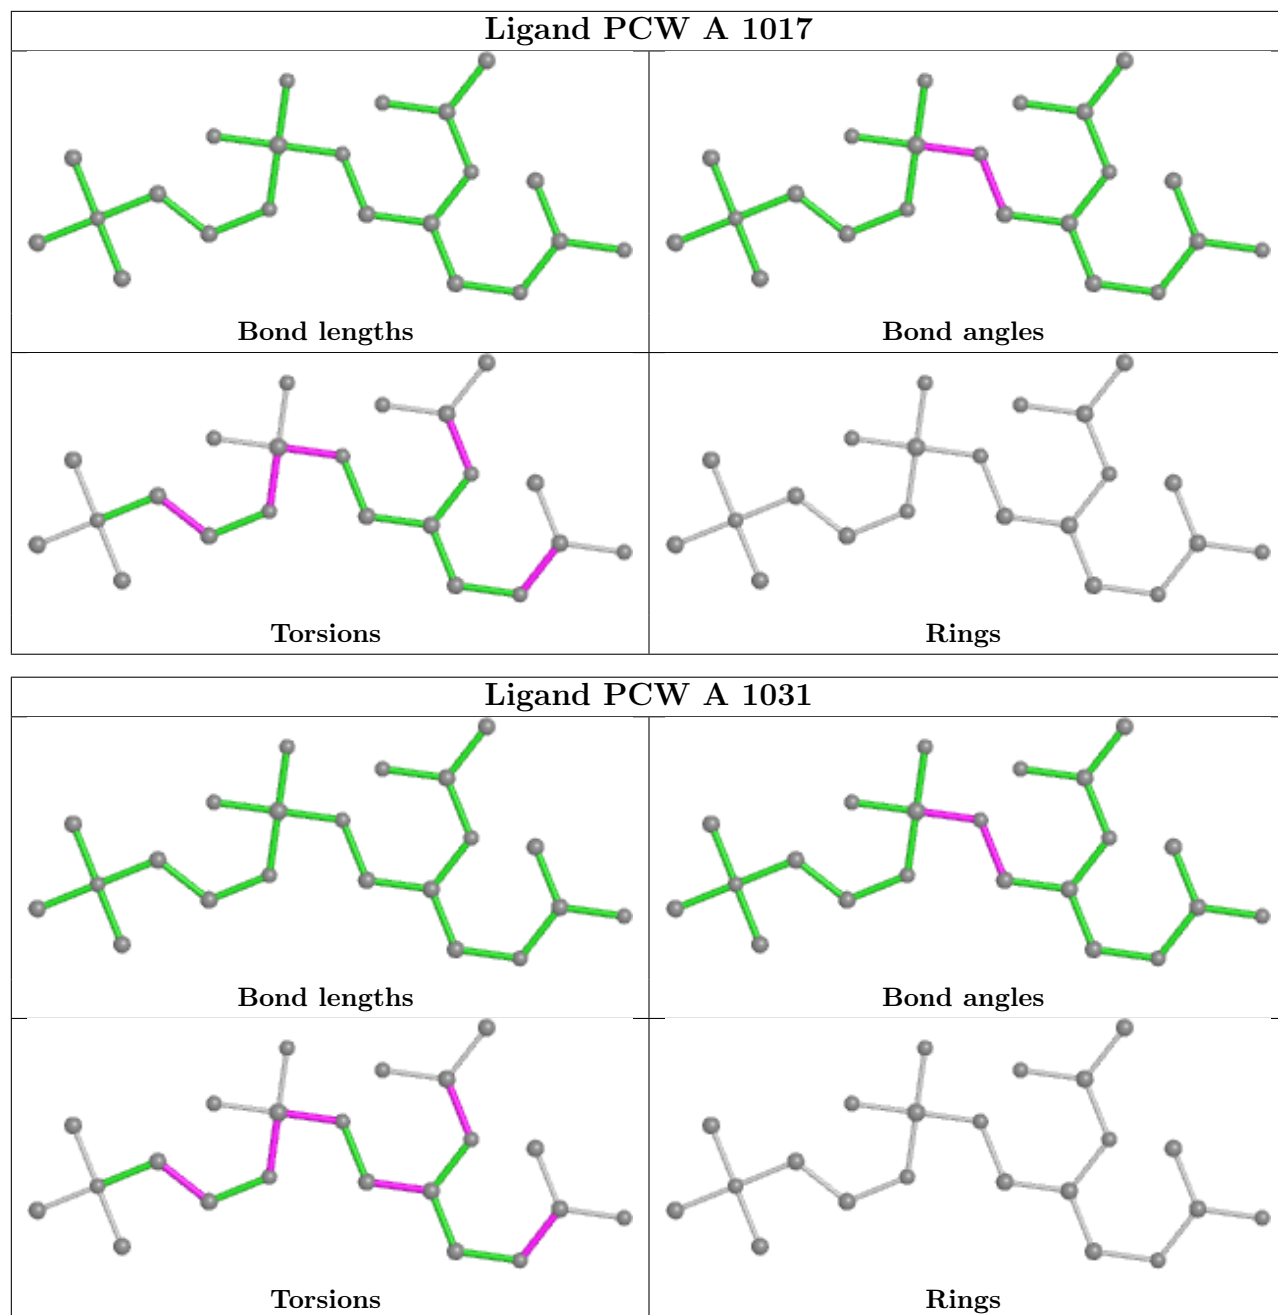 Ligand PCW A 1017
Bond lengths
Bond angles
Torsions
Rings
Ligand PCW A 1031
Bond lengths
Bond angles
Torsions
Rings